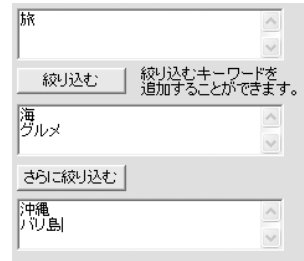 旅
絞り込む
絞り込むキーワードを
追加することができます。
海
グルメ
さらに絞り込む
沖縄
バリ島